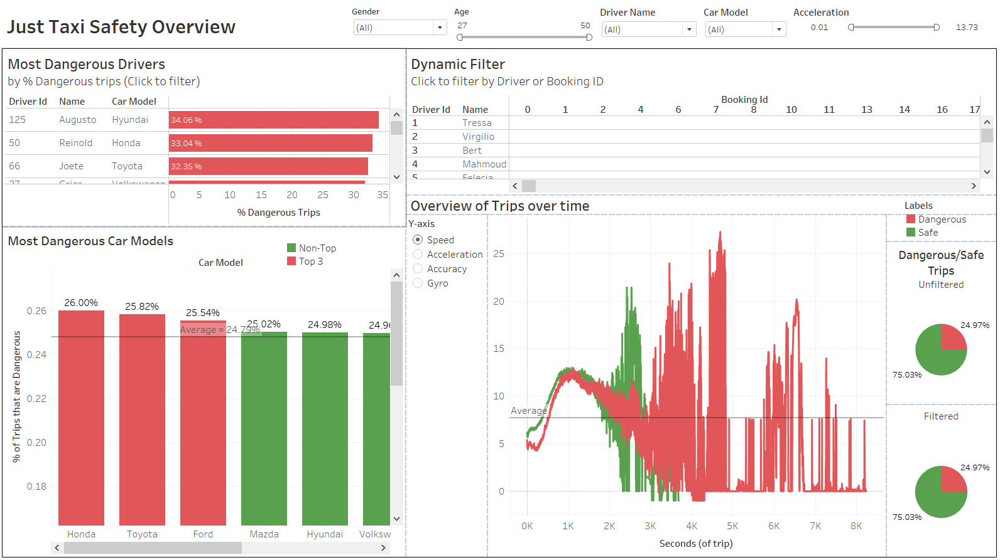 Just Taxi Safety Overview
Gender
(All)
Age
27 50
Driver Name
(All)
Car Model
(All)
Acceleration
0.01 13.73
Most Dangerous Drivers
by % Dangerous trips (Click to filter)
Driver Id Name Car Model
125 Augusto Hyundai 34.06 %
50 Reinold Honda 33.04 %
66 Joete Toyota 32.35 %
0 5 10 15 20 25 30 35
% Dangerous Trips
Dynamic Filter
Click to filter by Driver or Booking ID
Booking Id
Driver Id Name 0 1 2 4 6 7 8 10 11 13 14 16 17
1 Tressa
2 Virgilio
3 Bert
4 Mahmoud
5 Felecia
Most Dangerous Car Models
Non-Top
Top 3
Car Model
% of Trips that are Dangerous
0.26
0.24
0.22
0.20
0.18
26.00%
25.82%
25.54%
25.02%
24.98%
24.96
Average = 24.79%
Honda Toyota Ford Mazda Hyundai Volksw
Overview of Trips over time
Y-axis
Speed
Acceleration
Accuracy
Gyro
25
20
15
10
5
0
Average
0K 1K 2K 3K 4K 5K 6K 7K 8K
Seconds (of trip)
Labels
Dangerous
Safe
Dangerous/Safe
Trips
Unfiltered
24.97%
75.03%
Filtered
24.97%
75.03%